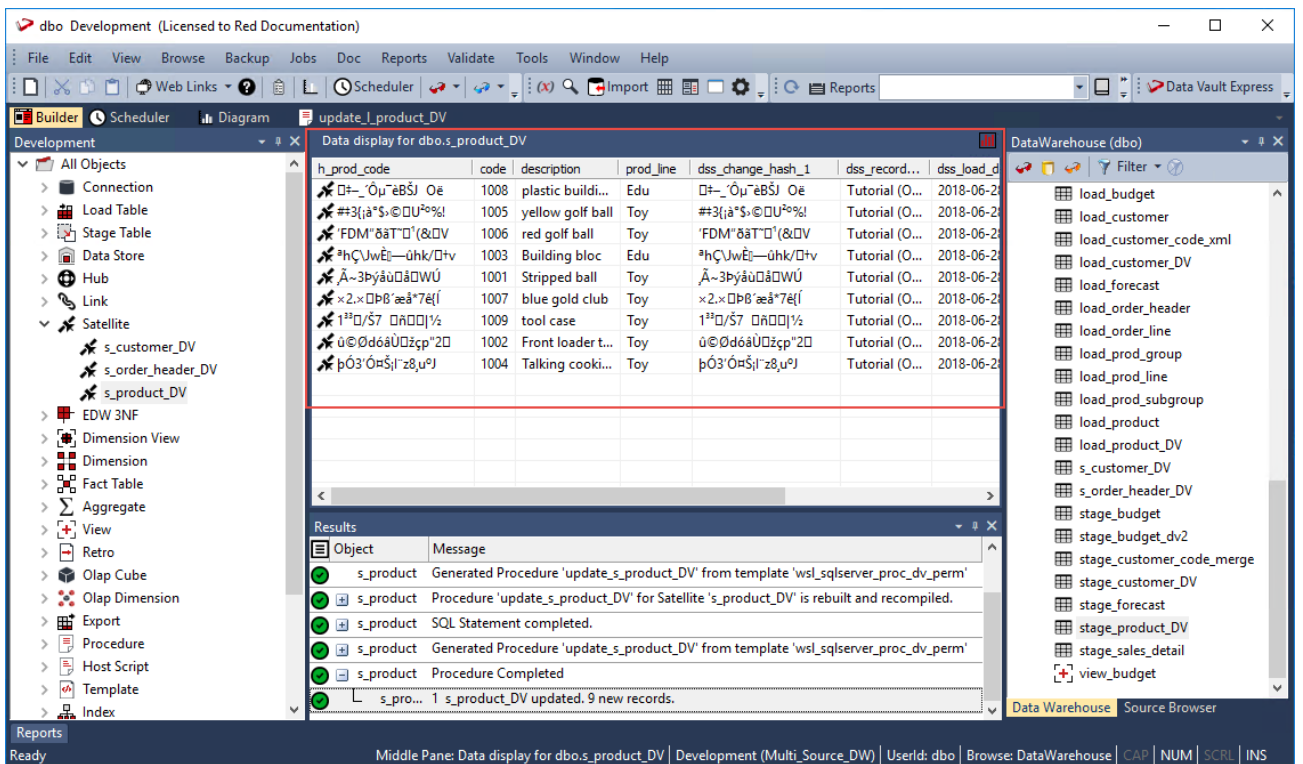 dbo Development (Licensed to Red Documentation)
File Edit View Browse Backup Jobs Doc Reports Validate Tools Window Help
Web Links Scheduler (x) Import Reports Data Vault Express
Builder Scheduler Diagram update_l_product_DV
Development
All Objects
Connection
Load Table
Stage Table
Data Store
Hub
Link
Satellite
s_customer_DV
s_order_header_DV
s_product_DV
EDW 3NF
Dimension View
Dimension
Fact Table
Aggregate
View
Retro
Olap Cube
Olap Dimension
Export
Procedure
Host Script
Template
Index
Data display for dbo.s_product_DV
h_prod_code code description prod_line dss_change_hash_1 dss_record... dss_load_d
1008 plastic buildi... Edu Tutorial (O... 2018-06-28
1005 yellow golf ball Toy Tutorial (O... 2018-06-28
1006 red golf ball Toy Tutorial (O... 2018-06-28
1003 Building bloc Edu Tutorial (O... 2018-06-28
1001 Stripped ball Toy Tutorial (O... 2018-06-28
1007 blue gold club Toy Tutorial (O... 2018-06-28
1009 tool case Toy Tutorial (O... 2018-06-28
1002 Front loader t... Toy Tutorial (O... 2018-06-28
1004 Talking cooki... Toy Tutorial (O... 2018-06-28
Results
Object Message
s_product Generated Procedure 'update_s_product_DV' from template 'wsl_sqlserver_proc_dv_perm'
s_product Procedure 'update_s_product_DV' for Satellite 's_product_DV' is rebuilt and recompiled.
s_product SQL Statement completed.
s_product Generated Procedure 'update_s_product_DV' from template 'wsl_sqlserver_proc_dv_perm'
s_product Procedure Completed
s_pro... 1 s_product_DV updated. 9 new records.
DataWarehouse (dbo)
Filter
load_budget
load_customer
load_customer_code_xml
load_customer_DV
load_forecast
load_order_header
load_order_line
load_prod_group
load_prod_line
load_prod_subgroup
load_product
load_product_DV
s_customer_DV
s_order_header_DV
stage_budget
stage_budget_dv2
stage_customer_code_merge
stage_customer_DV
stage_forecast
stage_product_DV
stage_sales_detail
view_budget
Data Warehouse Source Browser
Reports
Ready Middle Pane: Data display for dbo.s_product_DV Development (Multi_Source_DW) UserId: dbo Browse: DataWarehouse CAP NUM SCRL INS